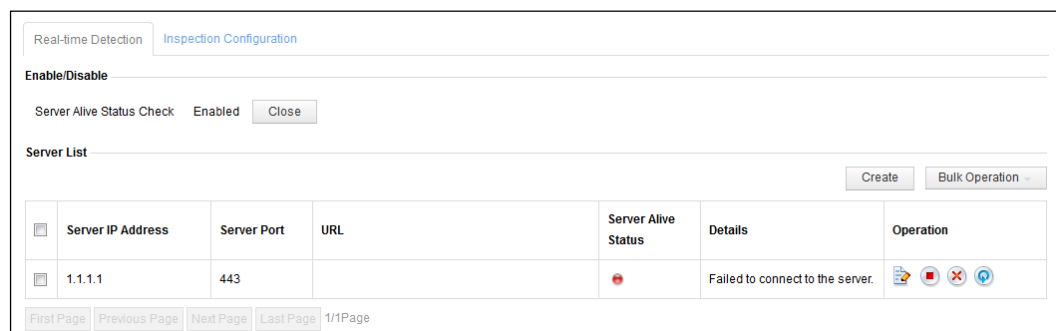 Real-time Detection Inspection Configuration
Enable/Disable
Server Alive Status Check Enabled Close
Server List
Create Bulk Operation
Server IP Address Server Port URL Server Alive Status Details Operation
1.1.1.1 443 Failed to connect to the server.
First Page Previous Page Next Page Last Page 1/1Page